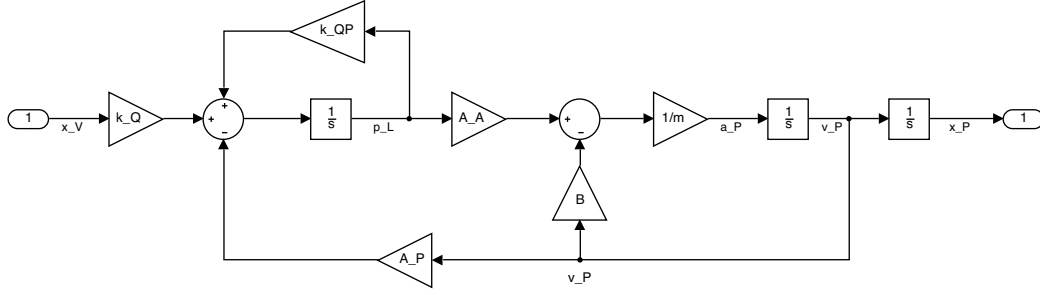 k_QP
1
x_V
k_Q
+
+
−
1
s
p_L
A_A
+
−
1/m
a_P
1
s
v_P
1
s
x_P
1
B
A_P
v_P